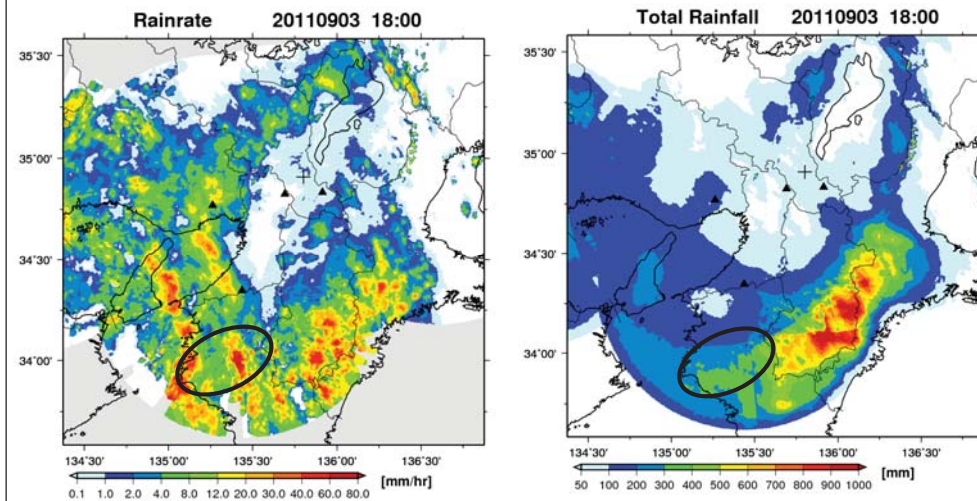 Rainrate 20110903 18:00
35°30'
35°00'
34°30'
34°00'
134°30' 135°00' 135°30' 136°00' 136°30'
0.1 1.0 2.0 4.0 8.0 12.0 20.0 40.0 60.0 80.0 [mm/hr]
Total Rainfall 20110903 18:00
35°30'
35°00'
34°30'
34°00'
134°30' 135°00' 135°30' 136°00' 136°30'
50 100 200 300 400 500 600 700 800 900 1000 [mm]